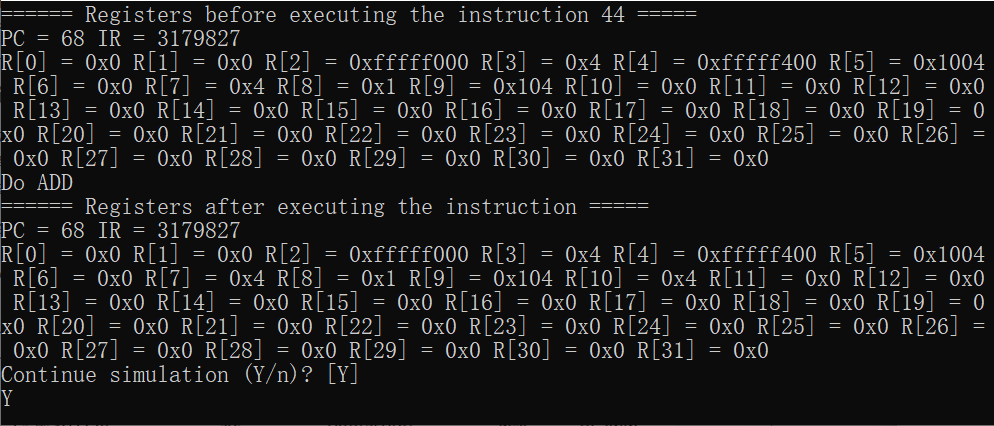 ====== Registers before executing the instruction 44 =====
PC = 68 IR = 3179827
R[0] = 0x0 R[1] = 0x0 R[2] = 0xfffff000 R[3] = 0x4 R[4] = 0xfffff400 R[5] = 0x1004
R[6] = 0x0 R[7] = 0x4 R[8] = 0x1 R[9] = 0x104 R[10] = 0x0 R[11] = 0x0 R[12] = 0x0
R[13] = 0x0 R[14] = 0x0 R[15] = 0x0 R[16] = 0x0 R[17] = 0x0 R[18] = 0x0 R[19] = 0
x0 R[20] = 0x0 R[21] = 0x0 R[22] = 0x0 R[23] = 0x0 R[24] = 0x0 R[25] = 0x0 R[26] =
0x0 R[27] = 0x0 R[28] = 0x0 R[29] = 0x0 R[30] = 0x0 R[31] = 0x0
Do ADD
====== Registers after executing the instruction =====
PC = 68 IR = 3179827
R[0] = 0x0 R[1] = 0x0 R[2] = 0xfffff000 R[3] = 0x4 R[4] = 0xfffff400 R[5] = 0x1004
R[6] = 0x0 R[7] = 0x4 R[8] = 0x1 R[9] = 0x104 R[10] = 0x4 R[11] = 0x0 R[12] = 0x0
R[13] = 0x0 R[14] = 0x0 R[15] = 0x0 R[16] = 0x0 R[17] = 0x0 R[18] = 0x0 R[19] = 0
x0 R[20] = 0x0 R[21] = 0x0 R[22] = 0x0 R[23] = 0x0 R[24] = 0x0 R[25] = 0x0 R[26] =
0x0 R[27] = 0x0 R[28] = 0x0 R[29] = 0x0 R[30] = 0x0 R[31] = 0x0
Continue simulation (Y/n)? [Y]
Y